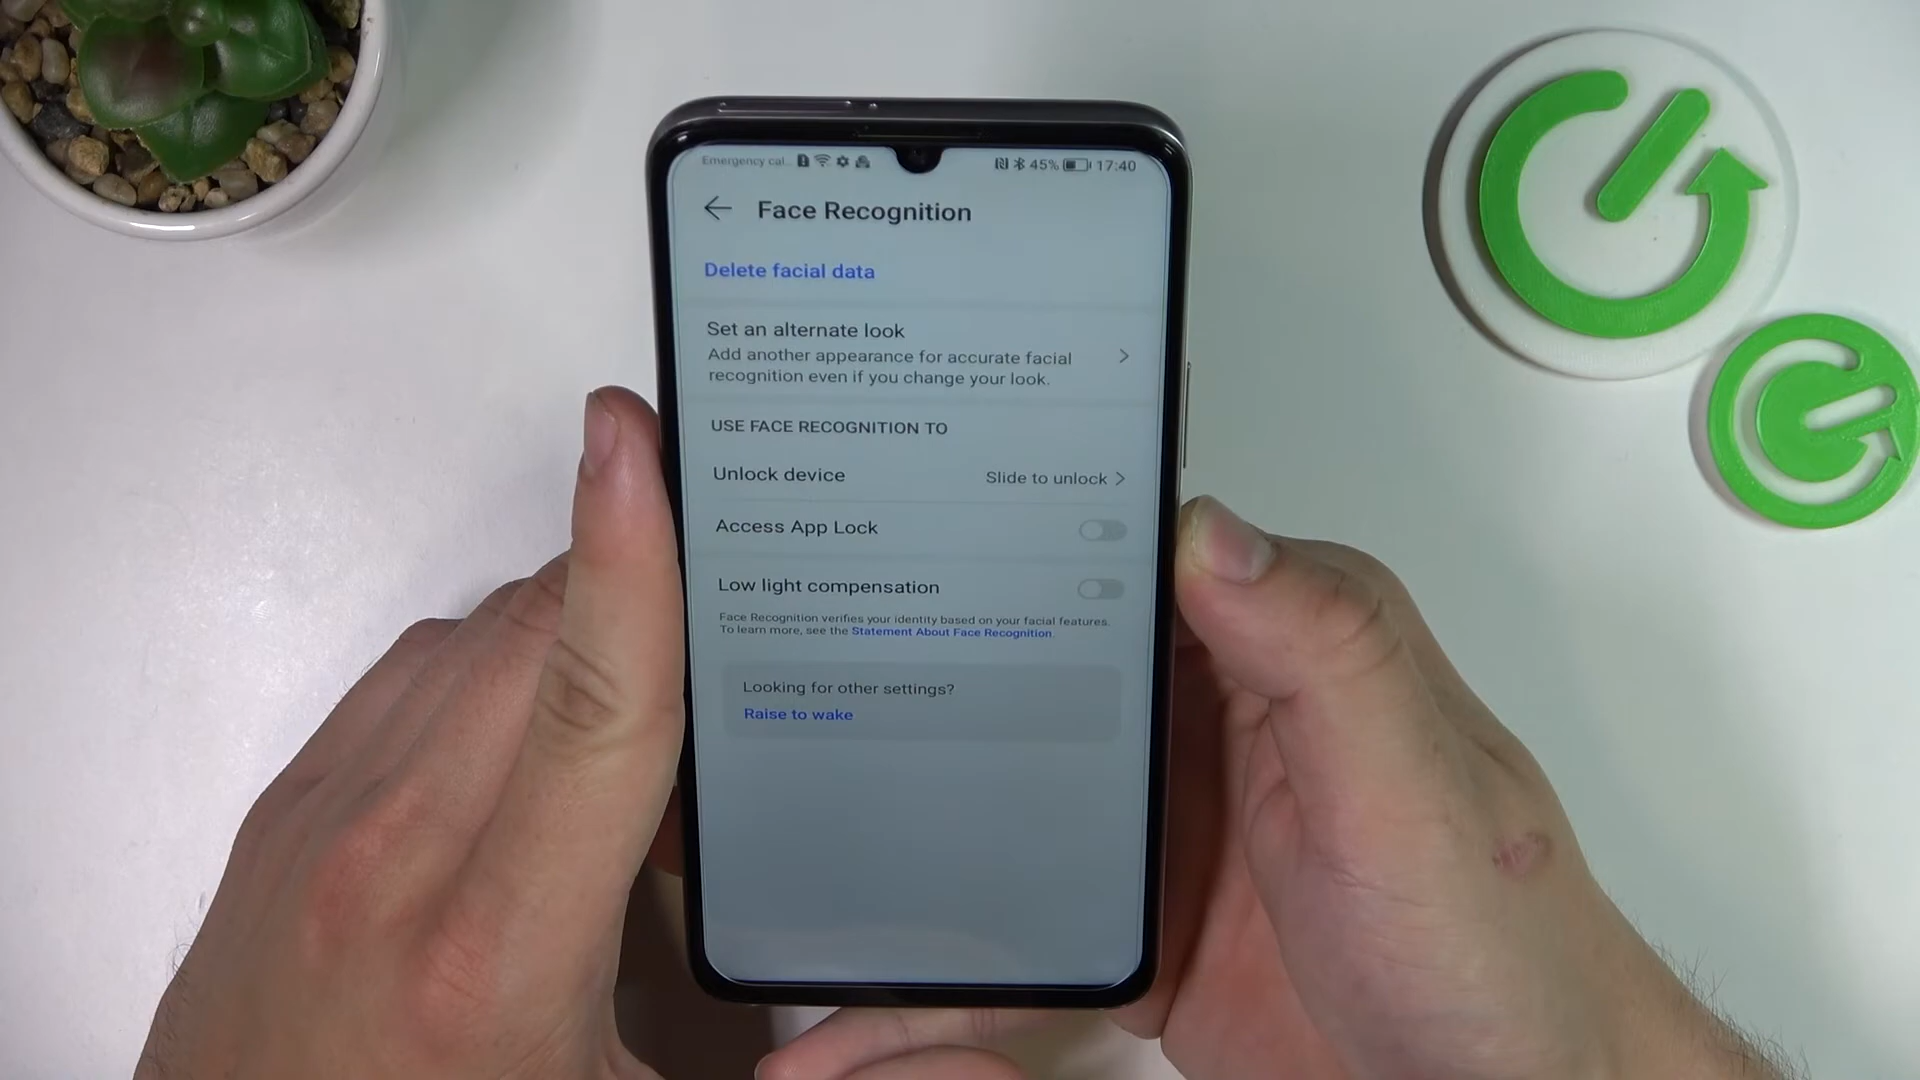 Emergency cal... 45% 17:40
Face Recognition
Delete facial data
Set an alternate look
Add another appearance for accurate facial
recognition even if you change your look.
USE FACE RECOGNITION TO
Unlock device Slide to unlock
Access App Lock
Low light compensation
Face Recognition verifies your identity based on your facial features.
To learn more, see the Statement About Face Recognition.
Looking for other settings?
Raise to wake